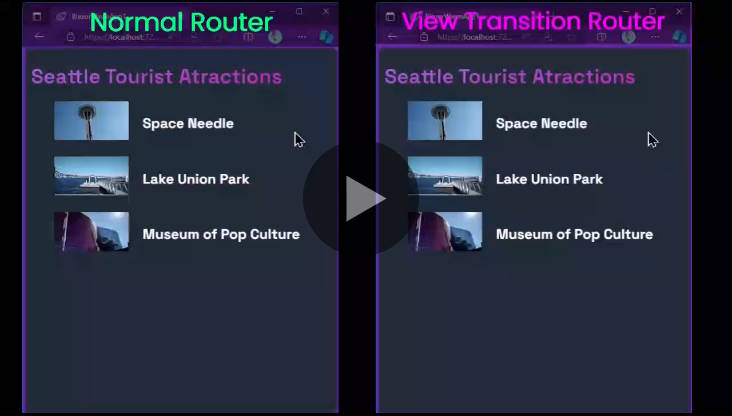 Normal Router
View Transition Router
https://localhost:72...
https://localhost:72...
Seattle Tourist Atractions
Seattle Tourist Atractions
Space Needle
Space Needle
Lake Union Park
Lake Union Park
Museum of Pop Culture
Museum of Pop Culture